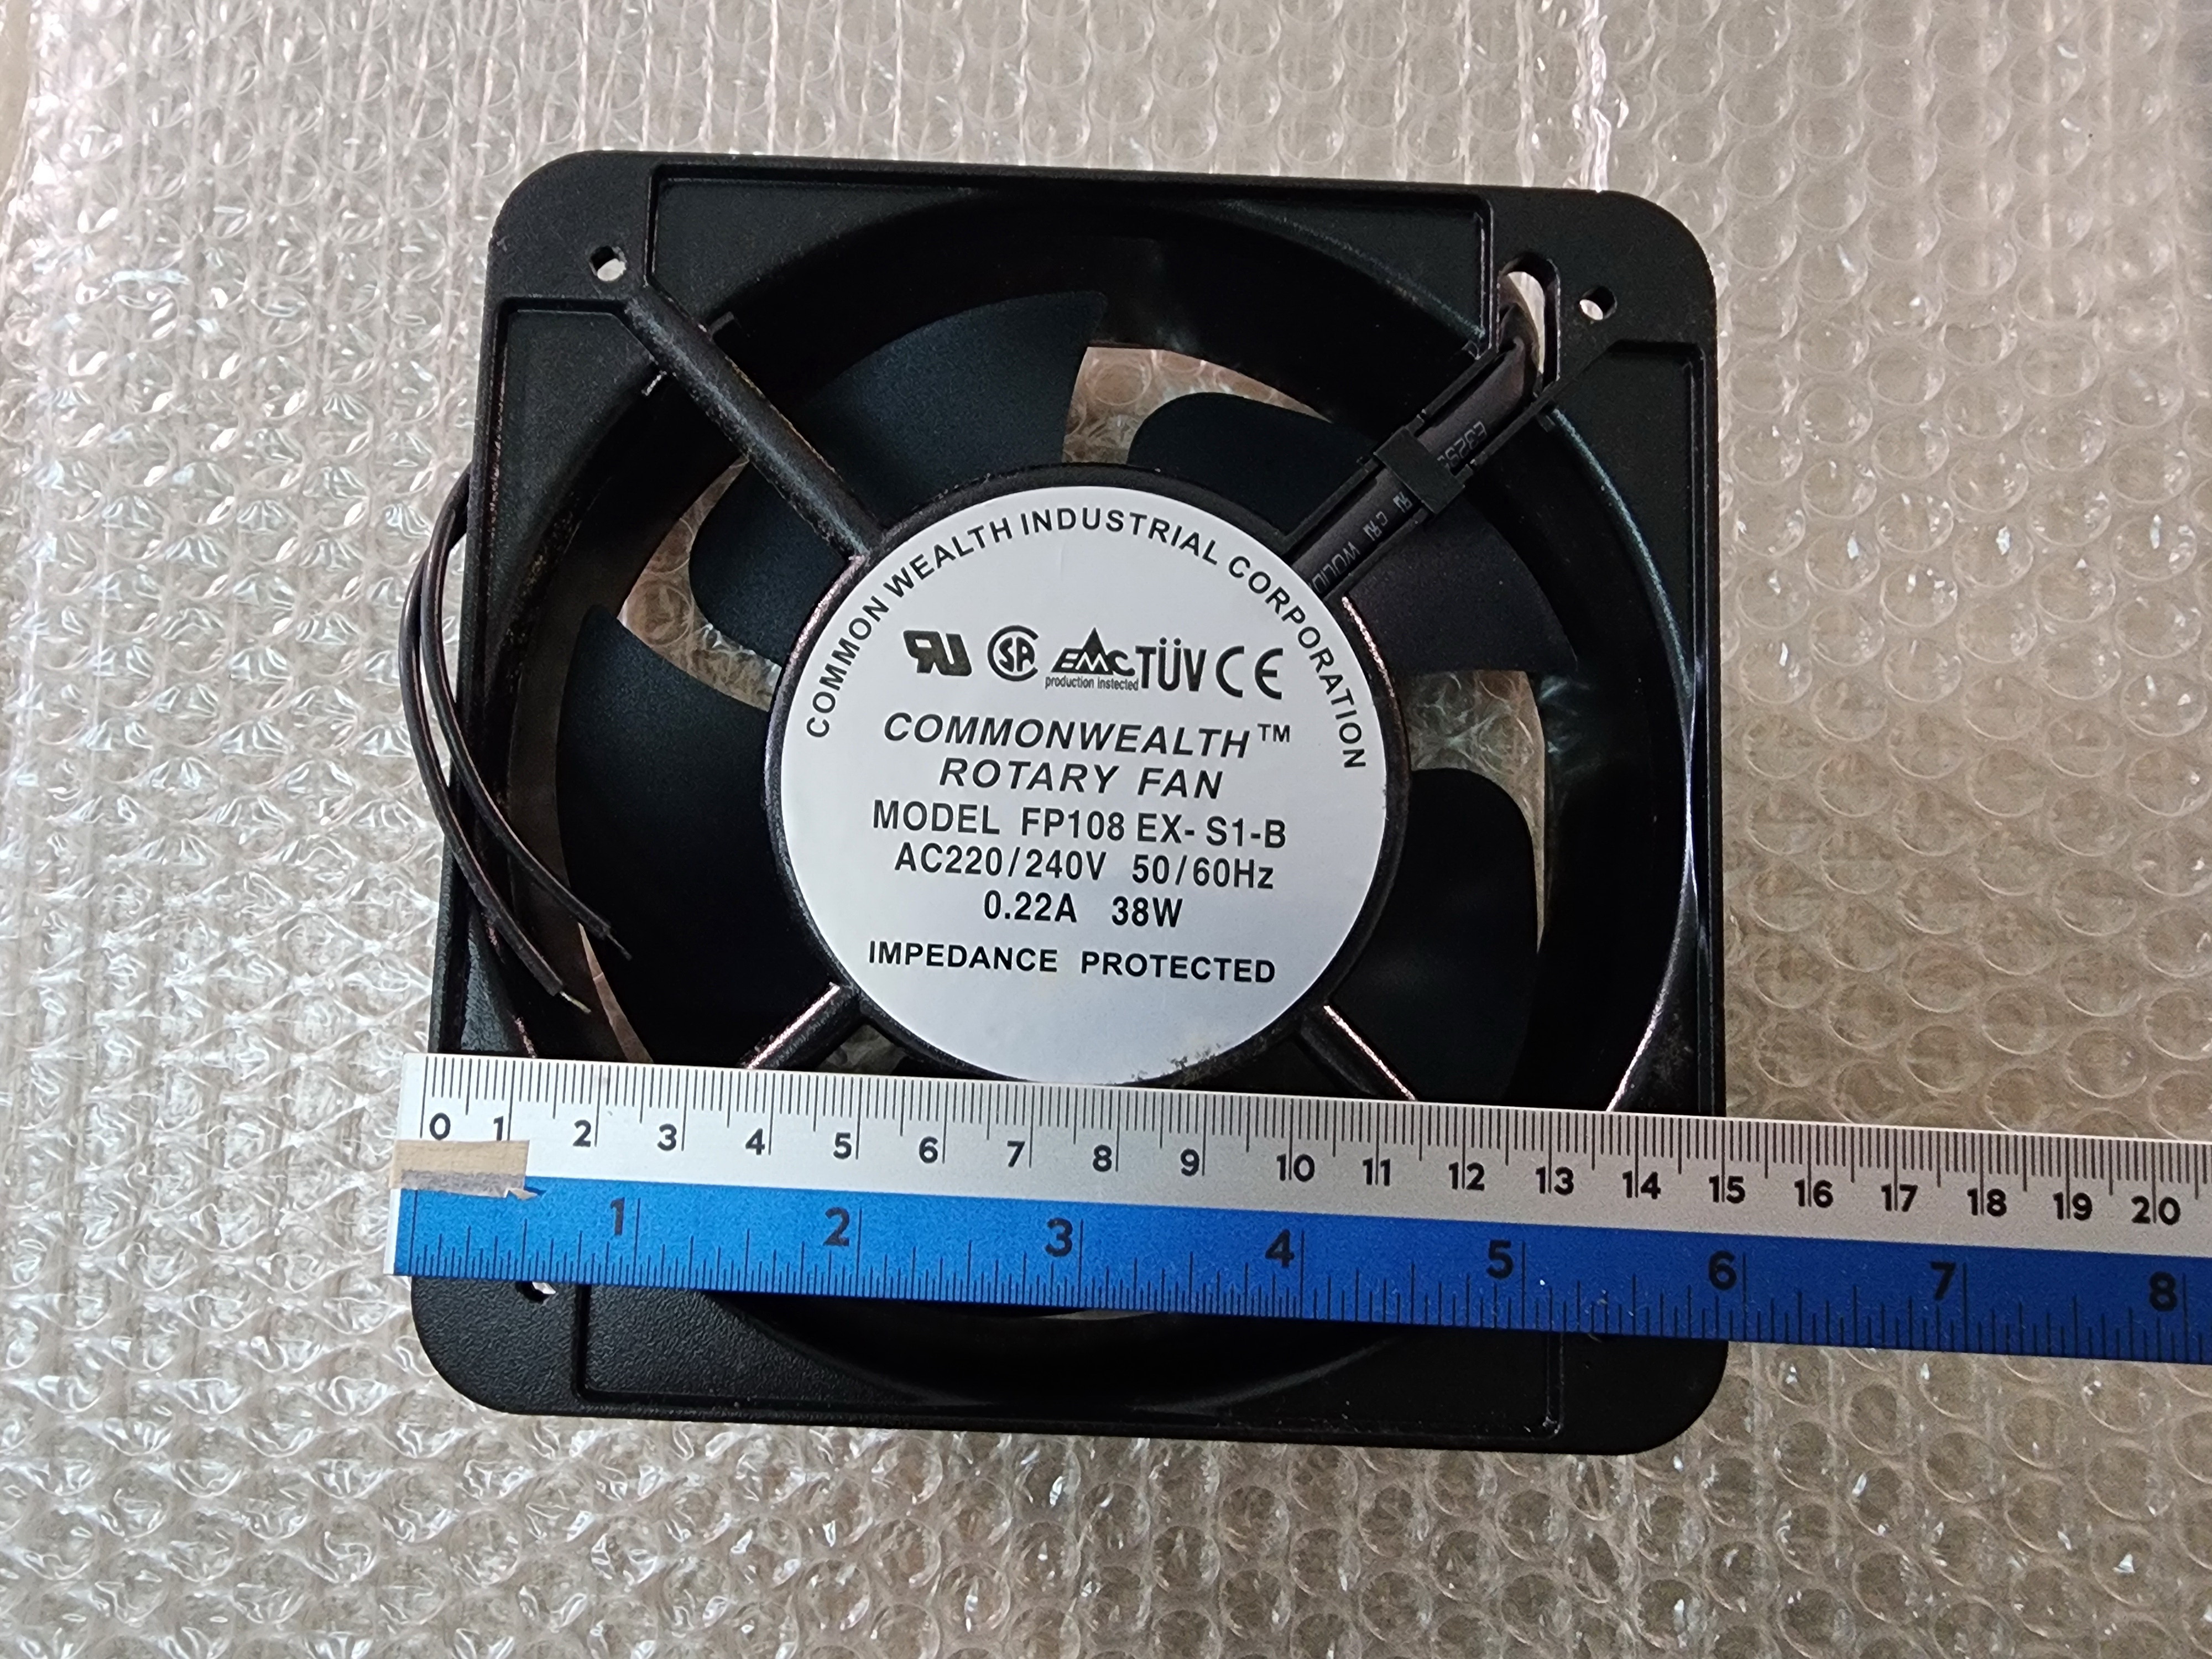 COMMON WEALTH INDUSTRIAL CORPORATION
production instected
EMC TÜV CE
COMMONWEALTH™
ROTARY FAN
MODEL FP108 EX- S1-B
AC220/240V 50/60Hz
0.22A 38W
IMPEDANCE PROTECTED
0 1 2 3 4 5 6 7 8 9 10 11 12 13 14 15 16 17 18 19 20
1 2 3 4 5 6 7 8